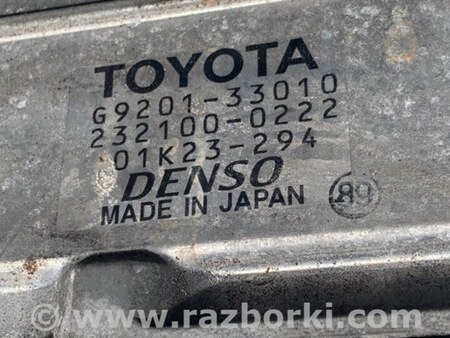 TOYOTA
G9201-33010
232100-0222
01K23-294
DENSO
MADE IN JAPAN
www.razborki.com